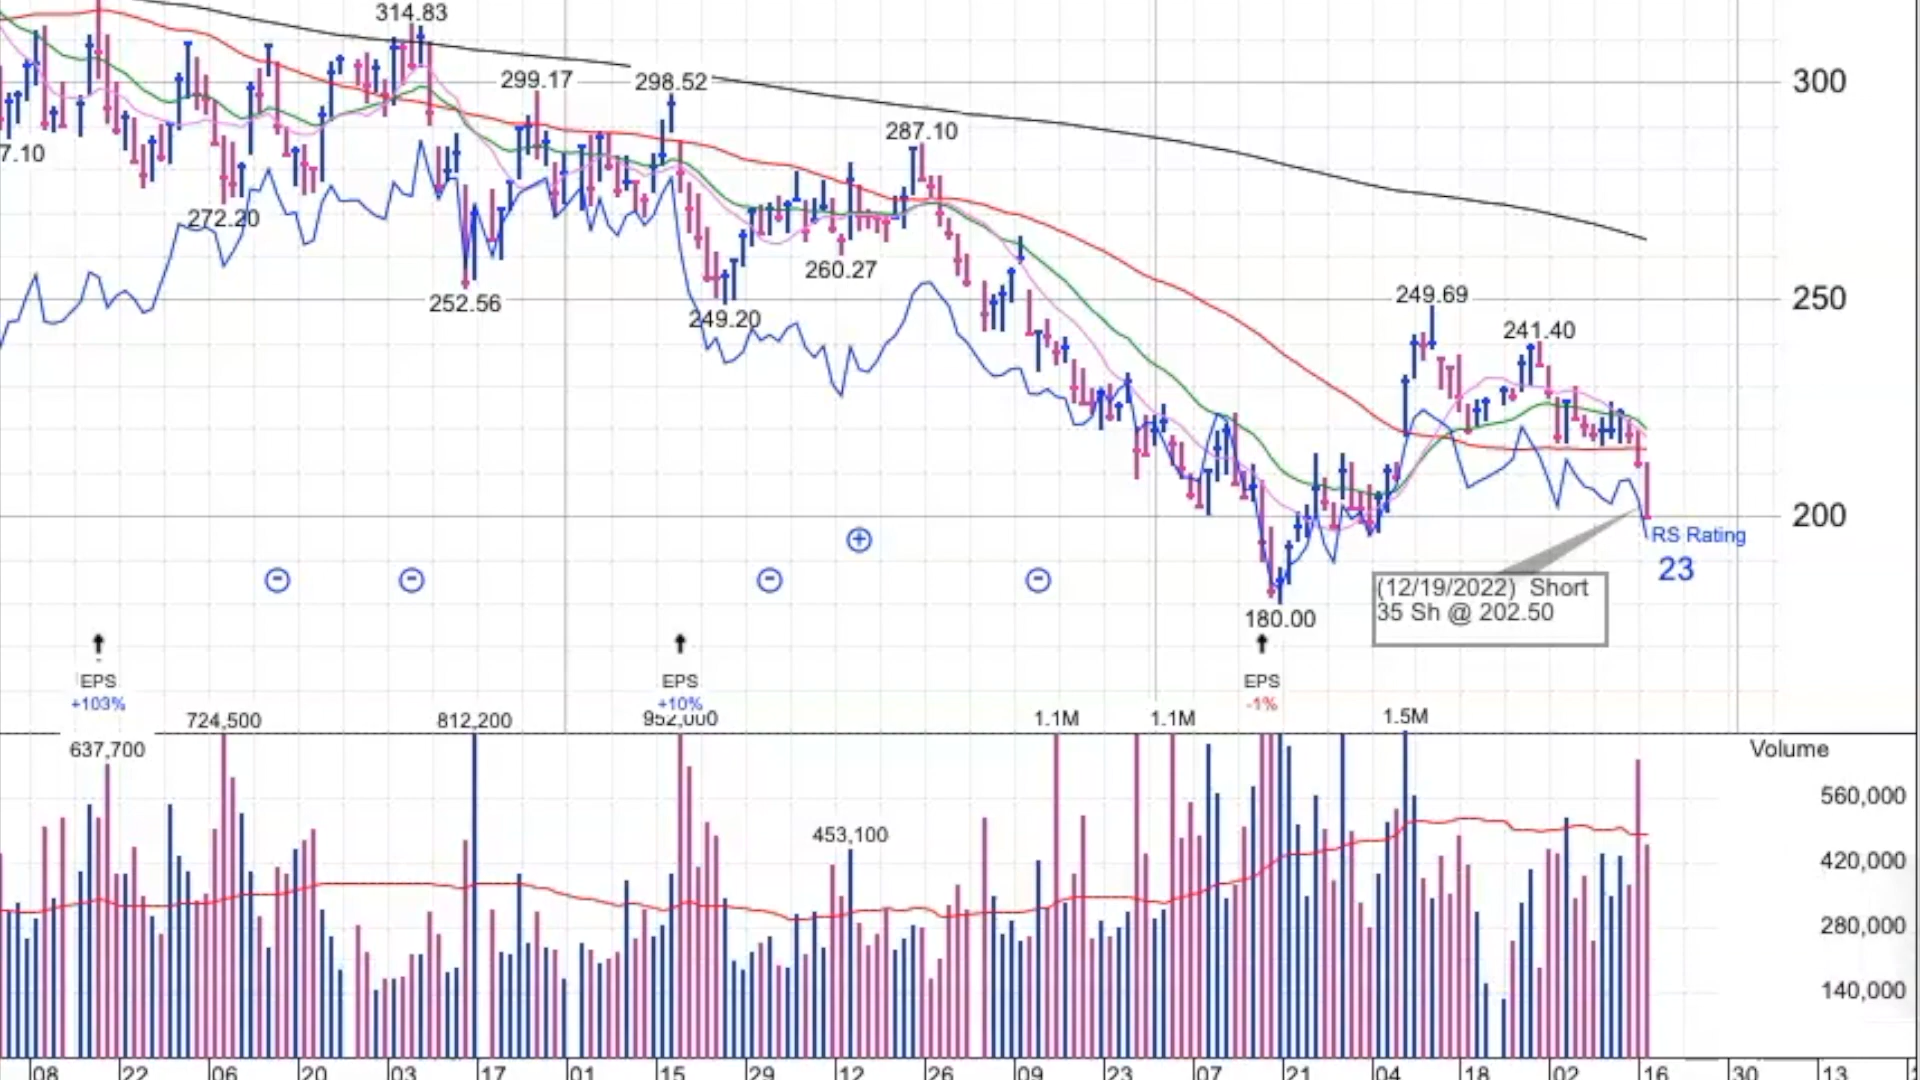 314.83
299.17
298.52
300
287.10
7.10
272.20
260.27
252.56
249.20
250
249.69
241.40
200
RS Rating
23
(12/19/2022) Short
35 Sh @ 202.50
180.00
EPS
+103%
EPS
+10%
EPS
-1%
724,500
812,200
952,000
1.1M
1.1M
1.5M
637,700
Volume
453,100
560,000
420,000
280,000
140,000
08 22 06 20 03 17 01 15 29 12 26 09 23 07 21 04 18 02 16 30 13